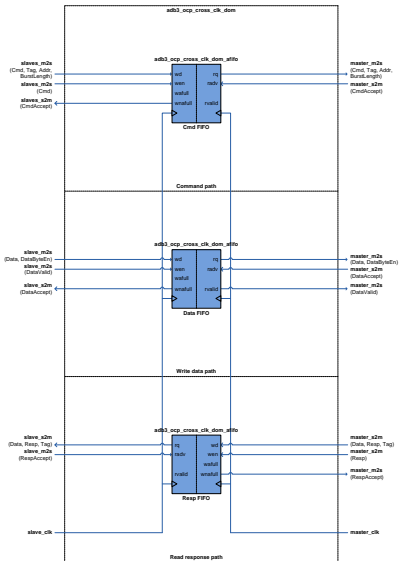 adb3_ocp_cross_clk_dom
adb3_ocp_cross_clk_dom_afifo
slaves_m2s
(Cmd, Tag, Addr,
BurstLength)
slaves_m2s
(Cmd)
slaves_s2m
(CmdAccept)
wd
wen
wafull
wnafull
rq
radv
rvalid
master_m2s
(Cmd, Tag, Addr,
BurstLength)
master_s2m
(CmdAccept)
Cmd FIFO
Command path
adb3_ocp_cross_clk_dom_afifo
slave_m2s
(Data, DataByteEn)
slave_m2s
(DataValid)
slave_s2m
(DataAccept)
wd
wen
wafull
wnafull
rq
radv
rvalid
master_m2s
(Data, DataByteEn)
master_s2m
(DataAccept)
master_m2s
(DataValid)
Data FIFO
Write data path
adb3_ocp_cross_clk_dom_afifo
slave_s2m
(Data, Resp, Tag)
slave_m2s
(RespAccept)
rq
radv
rvalid
wd
wen
wafull
wnafull
master_s2m
(Data, Resp, Tag)
master_s2m
(Resp)
master_m2s
(RespAccept)
Resp FIFO
slave_clk
master_clk
Read response path